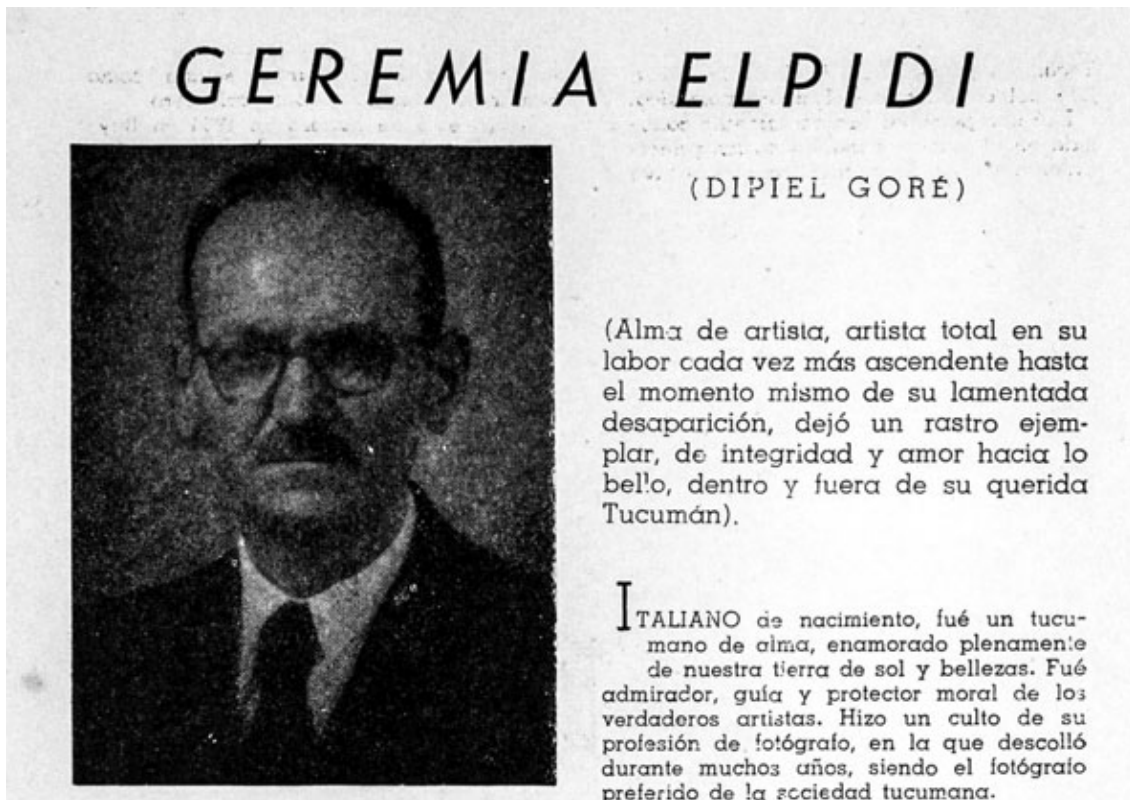 GEREMIA ELPIDI
(DIPIEL GORÉ)
(Alma de artista, artista total en su
labor cada vez más ascendente hasta
el momento mismo de su lamentada
desaparición, dejó un rastro ejem-
plar, de integridad y amor hacia lo
bello, dentro y fuera de su querida
Tucumán).
ITALIANO de nacimiento, fué un tucu-
mano de alma, enamorado plenamente
de nuestra tierra de sol y bellezas. Fué
admirador, guía y protector moral de los
verdaderos artistas. Hizo un culto de su
profesión de fotógrafo, en la que descolló
durante muchos años, siendo el fotógrafo
preferido de la sociedad tucumana.